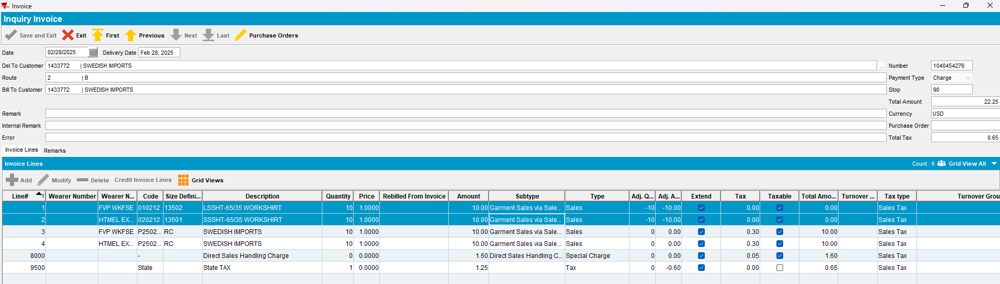 Invoice
Inquiry Invoice
Save and Exit Exit First Previous Next Last Purchase Orders
Date 02/28/2025 16 Delivery Date Feb 28, 2025
Del To Customer 1433772 | SWEDISH IMPORTS ... Number 1040454276
Route 2 | B Payment Type Charge
Bill To Customer 1433772 | SWEDISH IMPORTS Stop 90
Total Amount 22.25
Remark Currency USD
Internal Remark Purchase Order
Error Total Tax 0.65
Invoice Lines Remarks
Invoice Lines Count : 6 Grid View All
Add Modify Delete Credit Invoice Lines Grid Views
Line# 1 Wearer Number Wearer N... Code Size Defini... Description Quantity Price Rebilled From Invoice Amount Subtype Type Adj. Q... Adj. A... Extend Tax Taxable Total Amo... Turnover ... Tax type Turnover Grou
1 FVP WKFSE 010212 13502 LSSHT-65/35 WORKSHIRT 10 1.0000 10.00 Garment Sales via Sale... Sales -10 -10.00 0.00 0.00 Sales Tax
2 HTMEL EX... 020212 13501 SSSHT-65/35 WORKSHIRT 10 1.0000 10.00 Garment Sales via Sale... Sales -10 -10.00 0.00 0.00 Sales Tax
3 FVP WKFSE P2502... RC SWEDISH IMPORTS 10 1.0000 10.00 Garment Sales via Sale... Sales 0 0.00 0.30 10.00 Sales Tax
4 HTMEL EX... P2502... RC SWEDISH IMPORTS 10 1.0000 10.00 Garment Sales via Sale... Sales 0 0.00 0.30 10.00 Sales Tax
8000 - Direct Sales Handling Charge 0 0.0000 1.60 Direct Sales Handling C... Special Charge 0 0.00 0.05 1.60 Sales Tax
9500 State State TAX 1 0.0000 1.25 Tax 0 -0.60 0.00 0.65 Sales Tax